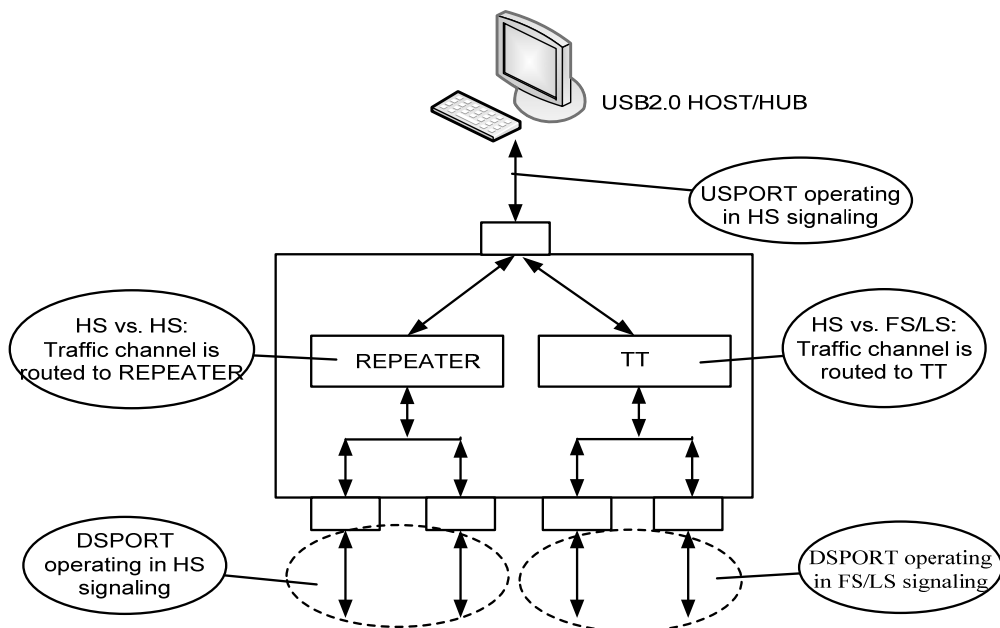 USB2.0 HOST/HUB
USPORT operating
in HS signaling
HS vs. HS:
Traffic channel is
routed to REPEATER
REPEATER
TT
HS vs. FS/LS:
Traffic channel is
routed to TT
DSPORT
operating in HS
signaling
DSPORT operating
in FS/LS signaling